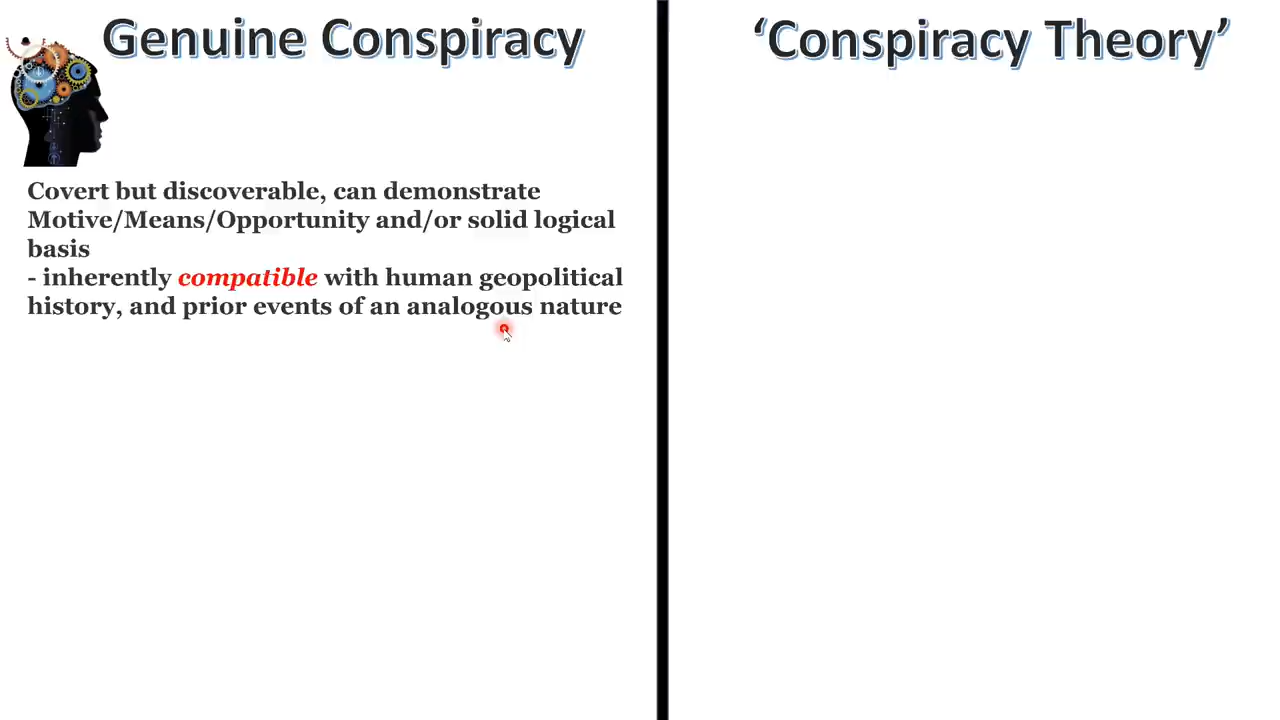 Genuine Conspiracy
‘Conspiracy Theory’
Covert but discoverable, can demonstrate
Motive/Means/Opportunity and/or solid logical
basis
- inherently compatible with human geopolitical
history, and prior events of an analogous nature